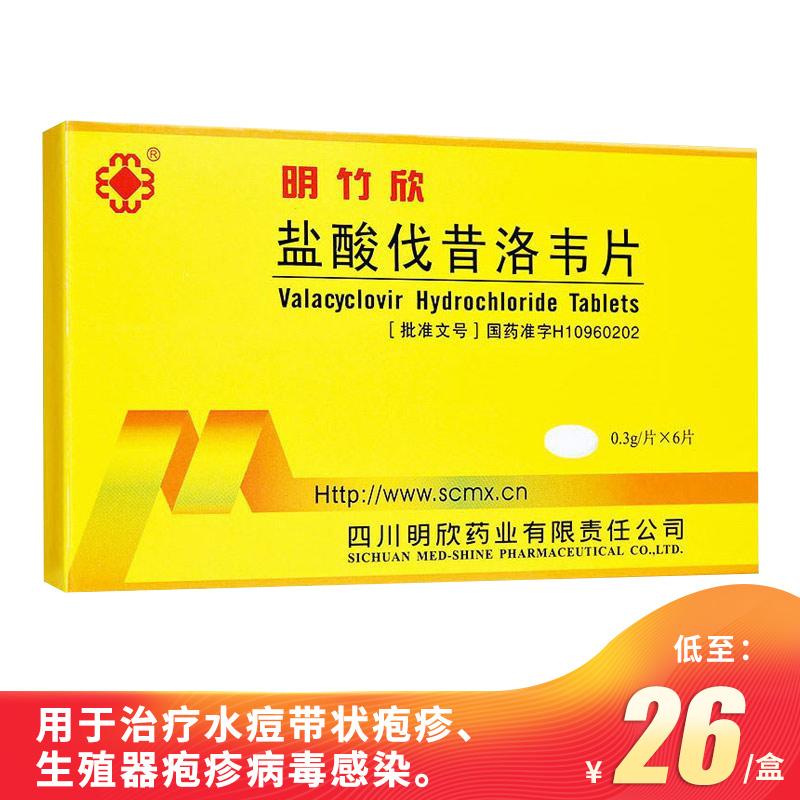 ®
明竹欣
盐酸伐昔洛韦片
Valacyclovir Hydrochloride Tablets
[批准文号]国药准字H10960202
0.3g/片×6片
Http://www.scmx.cn
四川明欣药业有限责任公司
SICHUAN MED-SHINE PHARMACEUTICAL CO.,LTD.
低至：
用于治疗水痘带状疱疹、
生殖器疱疹病毒感染。
¥ 26/盒